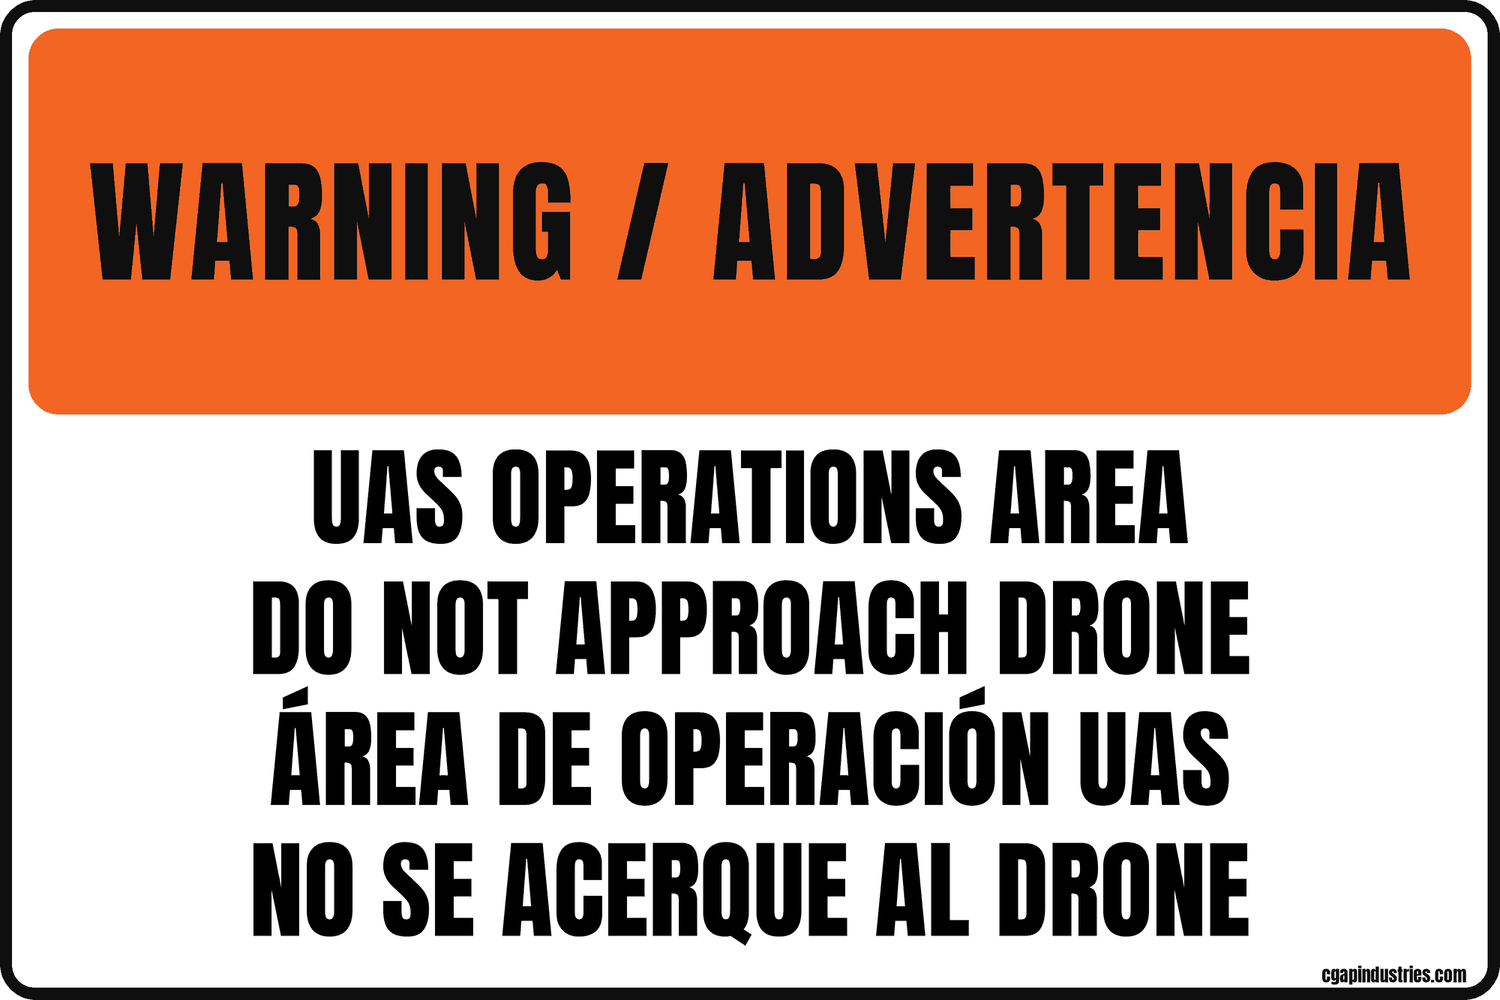 WARNING / ADVERTENCIA
UAS OPERATIONS AREA
DO NOT APPROACH DRONE
ÁREA DE OPERACIÓN UAS
NO SE ACERQUE AL DRONE
cgapindustries.com